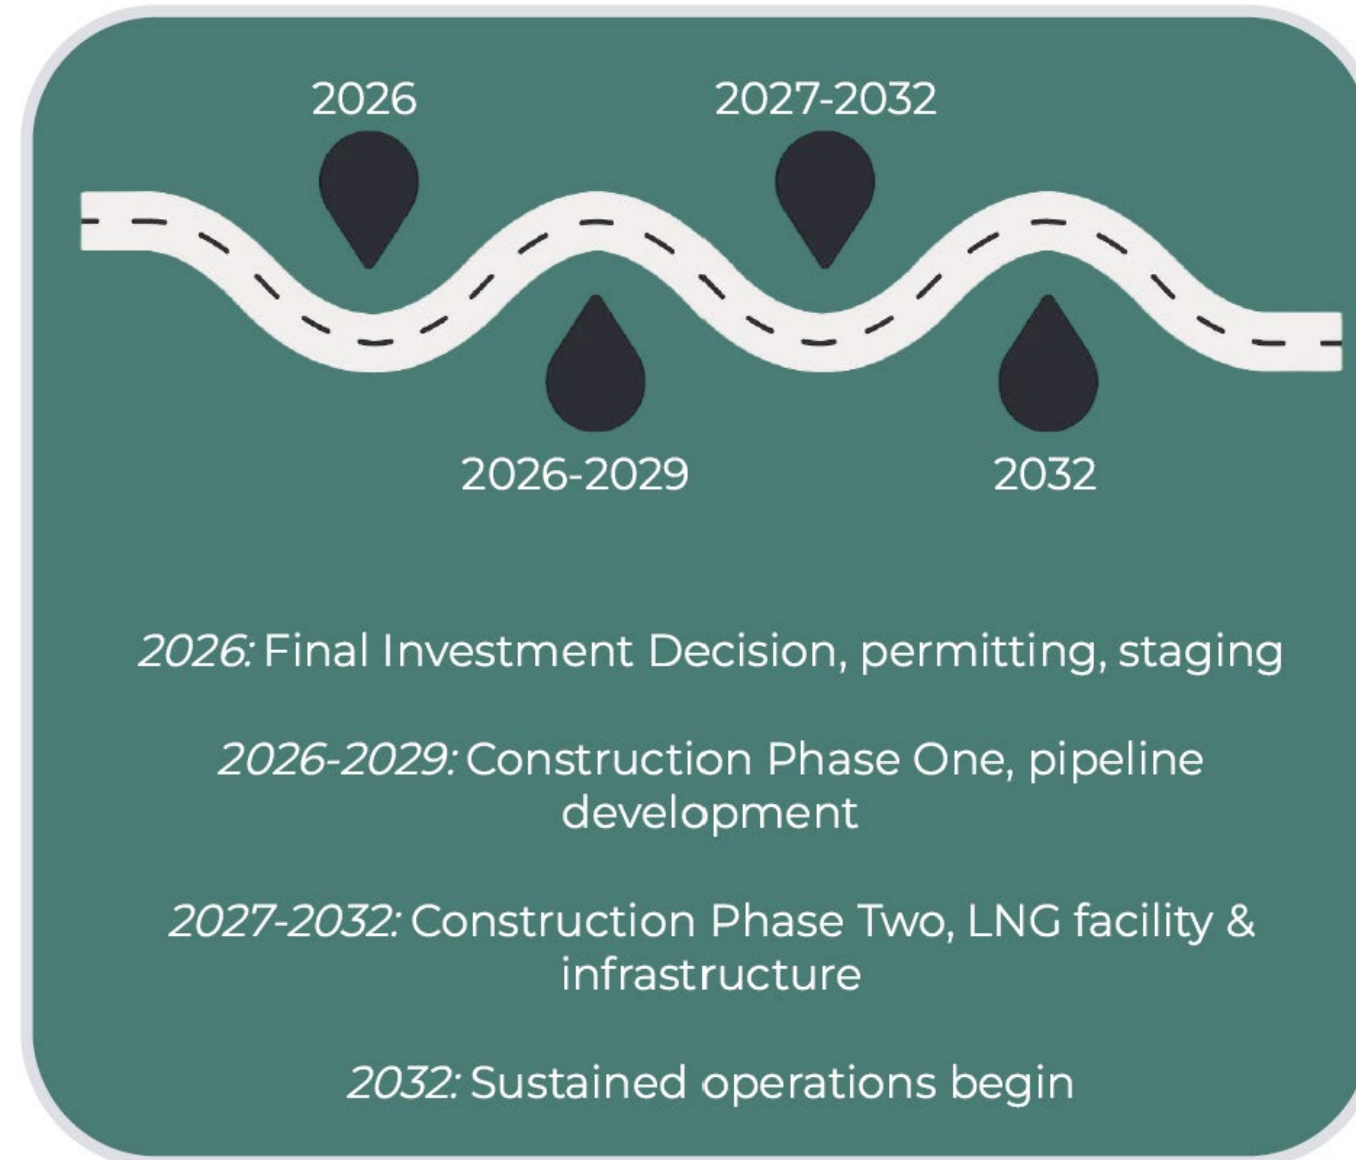 2026
2027-2032
2026-2029
2032
2026: Final Investment Decision, permitting, staging
2026-2029: Construction Phase One, pipeline
development
2027-2032: Construction Phase Two, LNG facility &
infrastructure
2032: Sustained operations begin